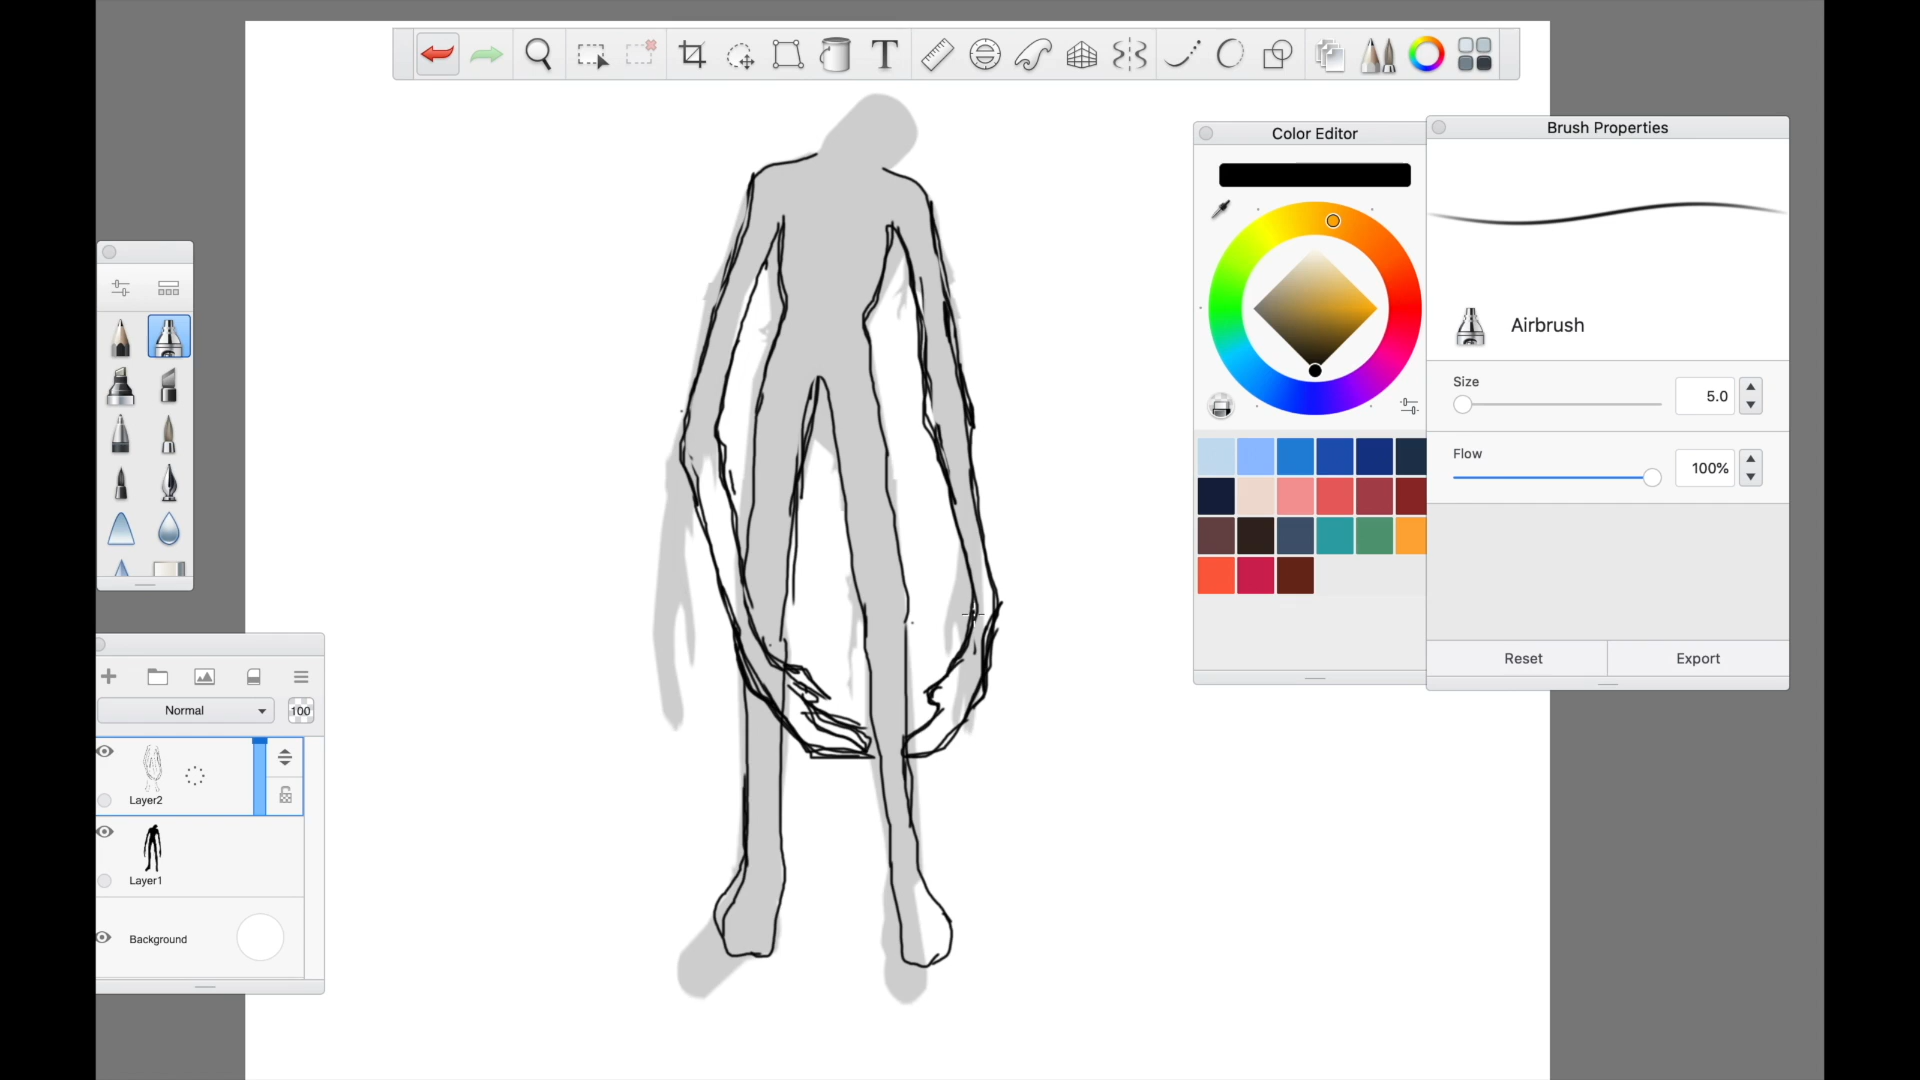 T
Color Editor
Brush Properties
Airbrush
Size
5.0
Flow
100%
Reset
Export
Normal
100
Layer2
Layer1
Background